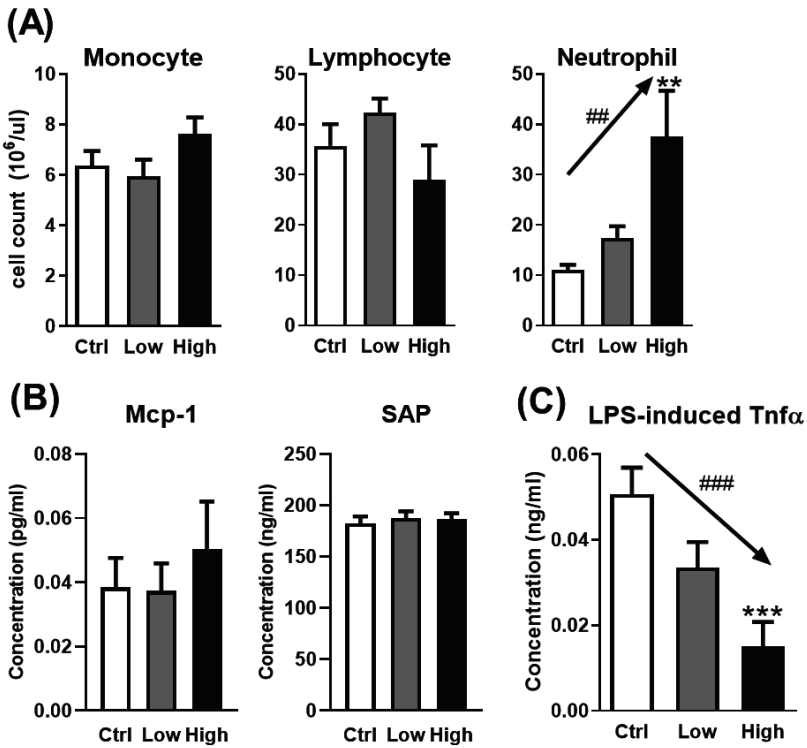 (A)
Monocyte
cell count (10⁶/ul)
10
8
6
4
2
0
Ctrl Low High
Lymphocyte
50
40
30
20
10
0
Ctrl Low High
Neutrophil
50
40
30
20
10
0
##
**
Ctrl Low High
(B)
Mcp-1
Concentration (pg/ml)
0.08
0.06
0.04
0.02
0.00
Ctrl Low High
SAP
Concentration (ng/ml)
250
200
150
100
50
0
Ctrl Low High
(C)
LPS-induced Tnfα
Concentration (ng/ml)
0.06
0.04
0.02
0.00
###
***
Ctrl Low High